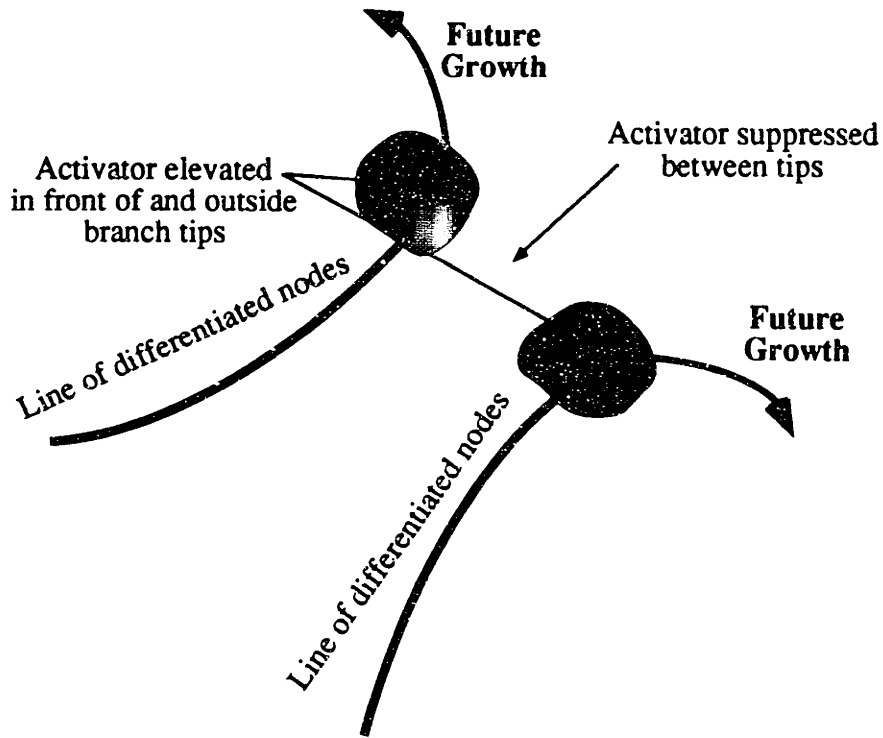 Future
Growth
Activator suppressed
between tips
Activator elevated
in front of and outside
branch tips
Line of differentiated nodes
Future
Growth
Line of differentiated nodes